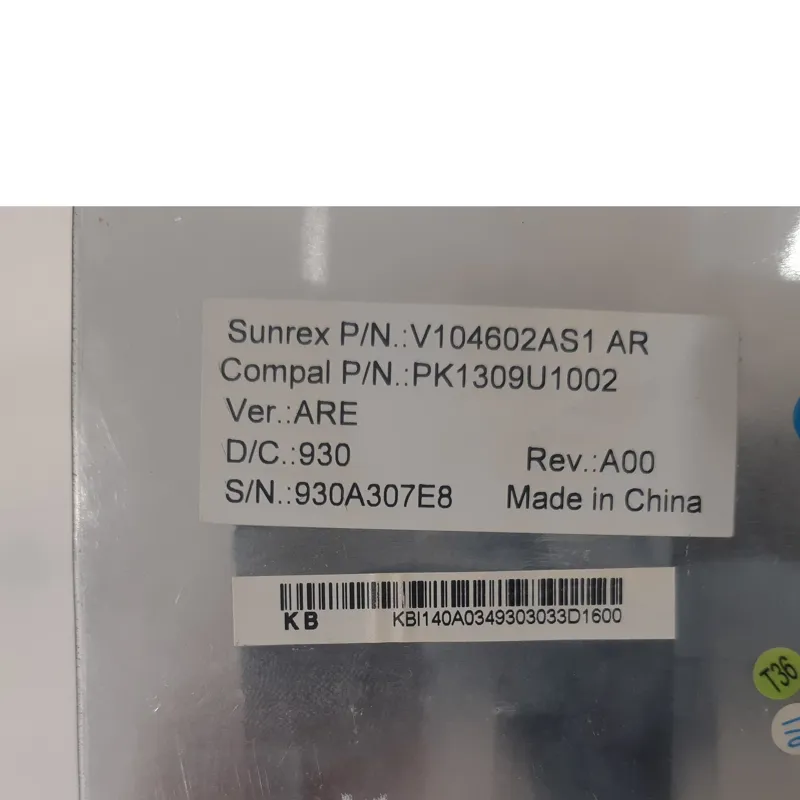 Sunrex P/N.:V104602AS1 AR
Compal P/N.:PK1309U1002
Ver.:ARE
D/C.:930 Rev.:A00
S/N.:930A307E8 Made in China
KB KBI140A0349303033D1600
T36